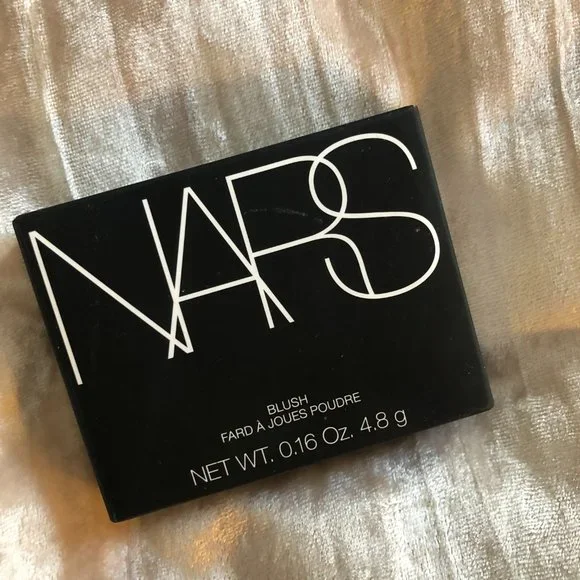 NARS
BLUSH
FARD À JOUES POUDRE
NET WT. 0.16 Oz. 4.8 g